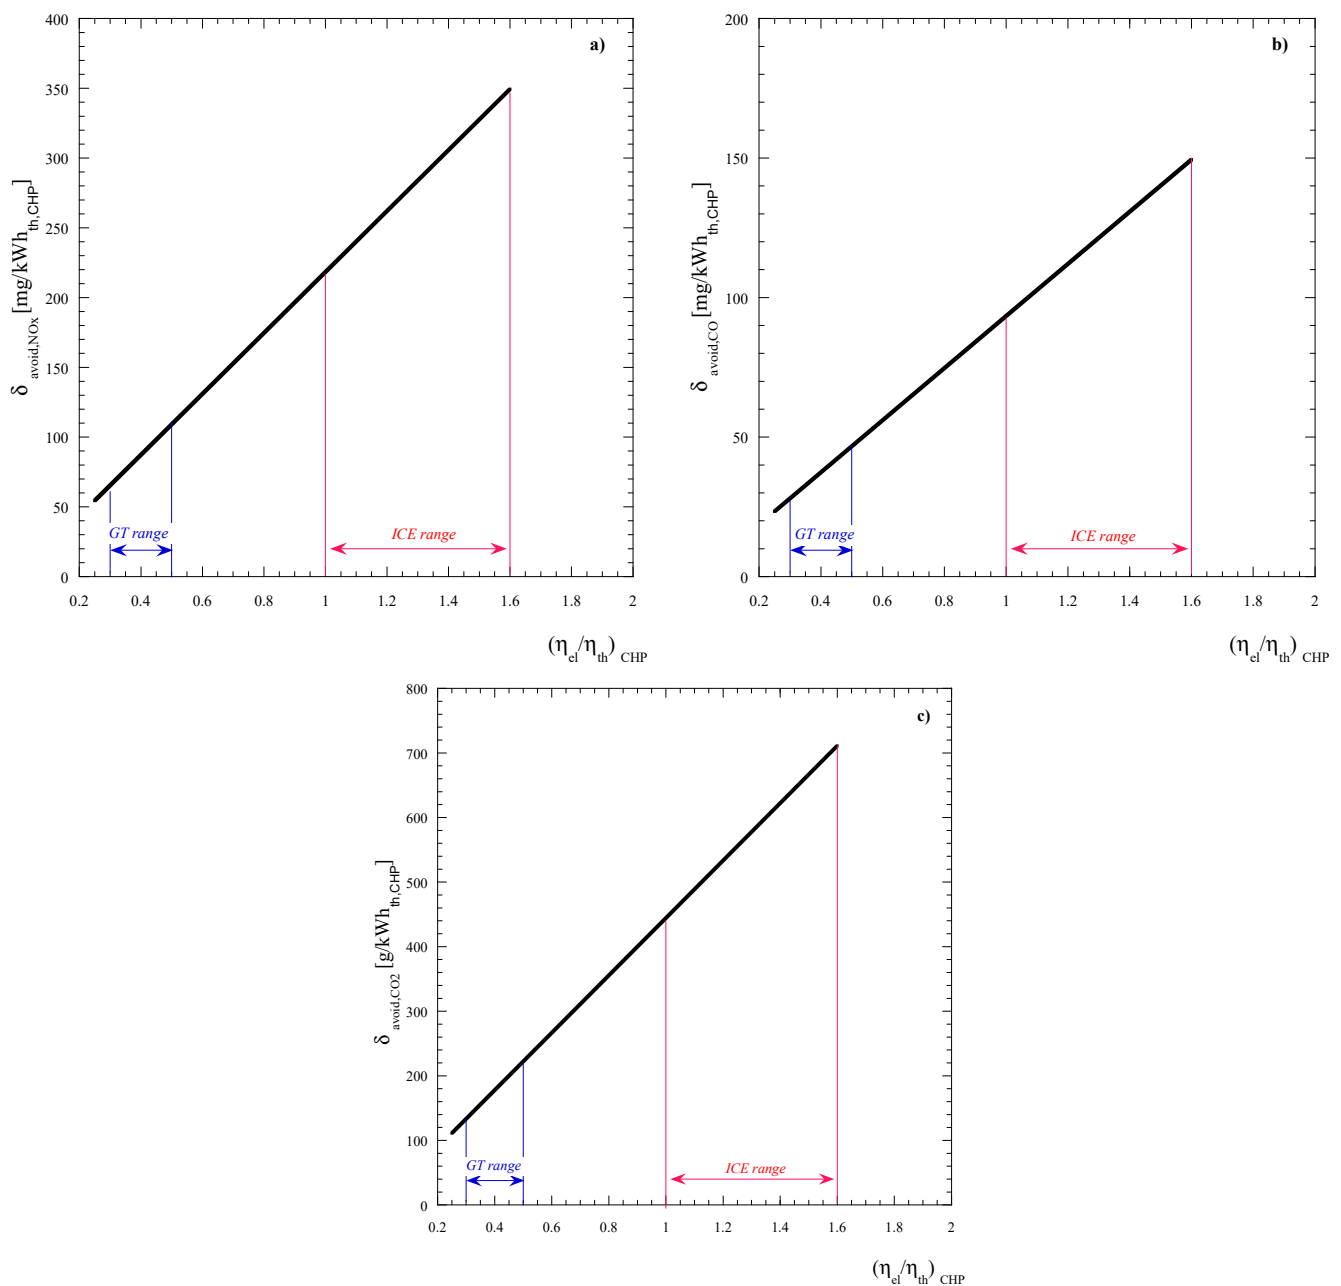 a)
400
350
300
250
200
150
100
50
0
δ avoid,NOx [mg/kWh th,CHP]
GT range
ICE range
0.2 0.4 0.6 0.8 1 1.2 1.4 1.6 1.8 2
(ηel/ηth) CHP
b)
200
150
100
50
0
δ avoid,CO [mg/kWh th,CHP]
GT range
ICE range
0.2 0.4 0.6 0.8 1 1.2 1.4 1.6 1.8 2
(ηel/ηth) CHP
c)
800
700
600
500
400
300
200
100
0
δ avoid,CO2 [g/kWh th,CHP]
GT range
ICE range
0.2 0.4 0.6 0.8 1 1.2 1.4 1.6 1.8 2
(ηel/ηth) CHP